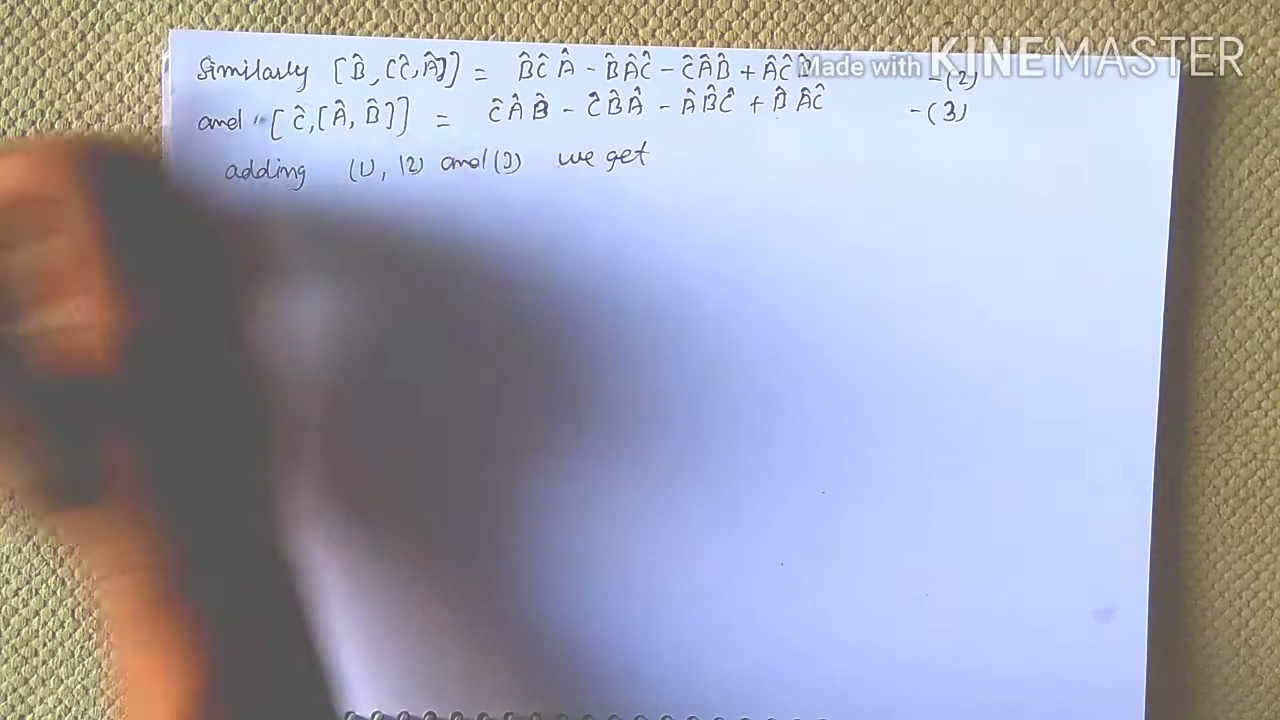 Similarly [B̂, [Ĉ, Â]] = B̂ĈÂ - B̂ÂĈ - ĈÂB̂ + ÂĈB̂ -(2)
Made with KINEMASTER
and [Ĉ, [Â, B̂]] = ĈÂB̂ - ĈB̂Â - ÂB̂Ĉ + B̂ÂĈ -(3)
adding (1), (2) and (3) we get